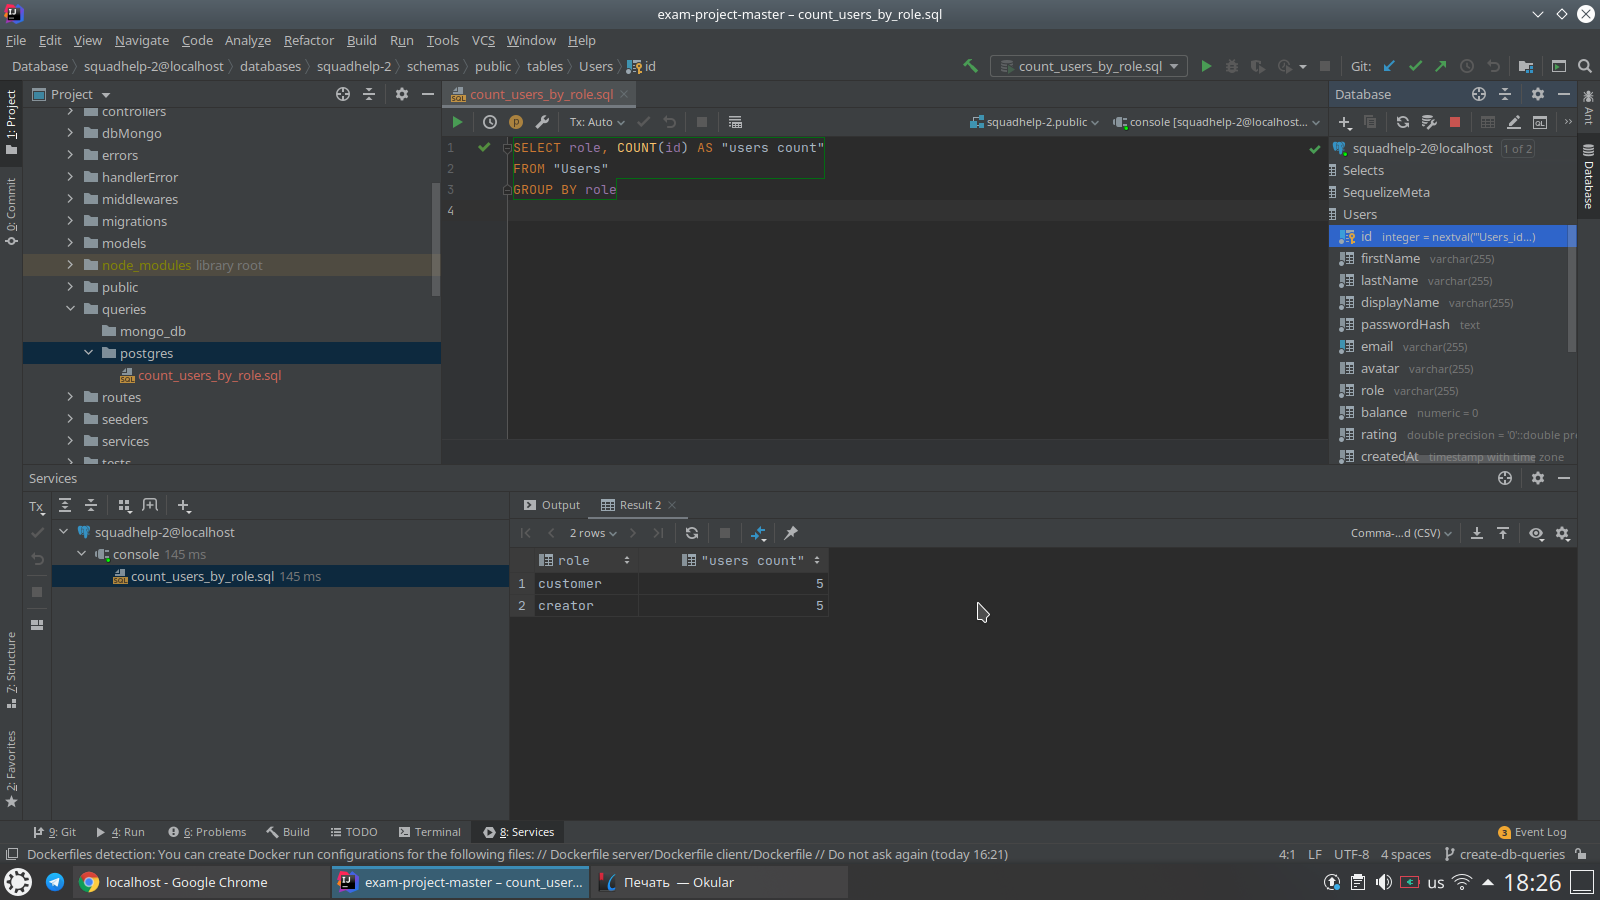 exam-project-master – count_users_by_role.sql
File Edit View Navigate Code Analyze Refactor Build Run Tools VCS Window Help
Database squadhelp-2@localhost databases squadhelp-2 schemas public tables Users id
count_users_by_role.sql
Git:
1: Project
0: Commit
7: Structure
2: Favorites
Project
controllers
dbMongo
errors
handlerError
middlewares
migrations
models
node_modules library root
public
queries
mongo_db
postgres
count_users_by_role.sql
routes
seeders
services
tests
count_users_by_role.sql
Tx: Auto
squadhelp-2.public
console [squadhelp-2@localhost...
1 SELECT role, COUNT(id) AS "users count"
2 FROM "Users"
3 GROUP BY role
4
Database
squadhelp-2@localhost 1 of 2
Selects
SequelizeMeta
Users
id integer = nextval('"Users_id...)
firstName varchar(255)
lastName varchar(255)
displayName varchar(255)
passwordHash text
email varchar(255)
avatar varchar(255)
role varchar(255)
balance numeric = 0
rating double precision = '0'::double pre
createdAt timestamp with time zone
Ant
Database
Services
Tx
squadhelp-2@localhost
console 145 ms
count_users_by_role.sql 145 ms
Output Result 2
2 rows
Comma-...d (CSV)
role "users count"
1 customer 5
2 creator 5
9: Git 4: Run 6: Problems Build TODO Terminal 8: Services
3 Event Log
Dockerfiles detection: You can create Docker run configurations for the following files: // Dockerfile server/Dockerfile client/Dockerfile // Do not ask again (today 16:21)
4:1 LF UTF-8 4 spaces create-db-queries
localhost - Google Chrome
exam-project-master – count_user...
Печать — Okular
us 18:26